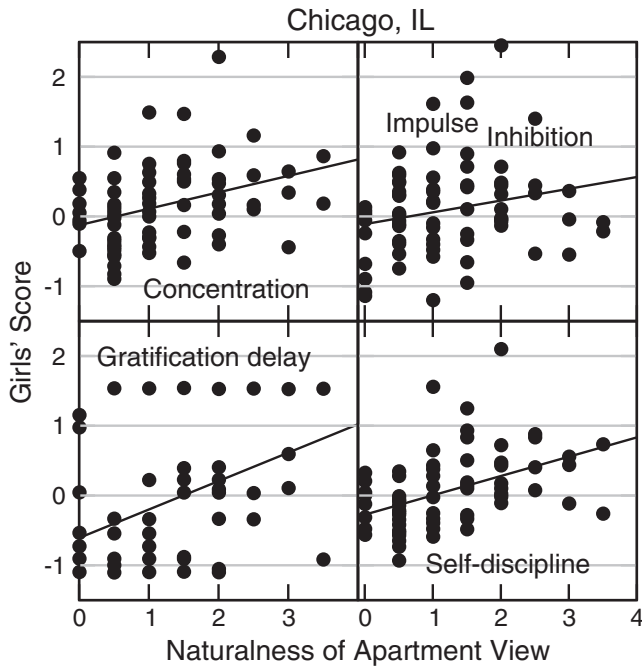 Chicago, IL
2
1
0
-1
Impulse
Inhibition
Concentration
Girls' Score
2
1
0
-1
Gratification delay
Self-discipline
0 1 2 3 0 1 2 3 4
Naturalness of Apartment View